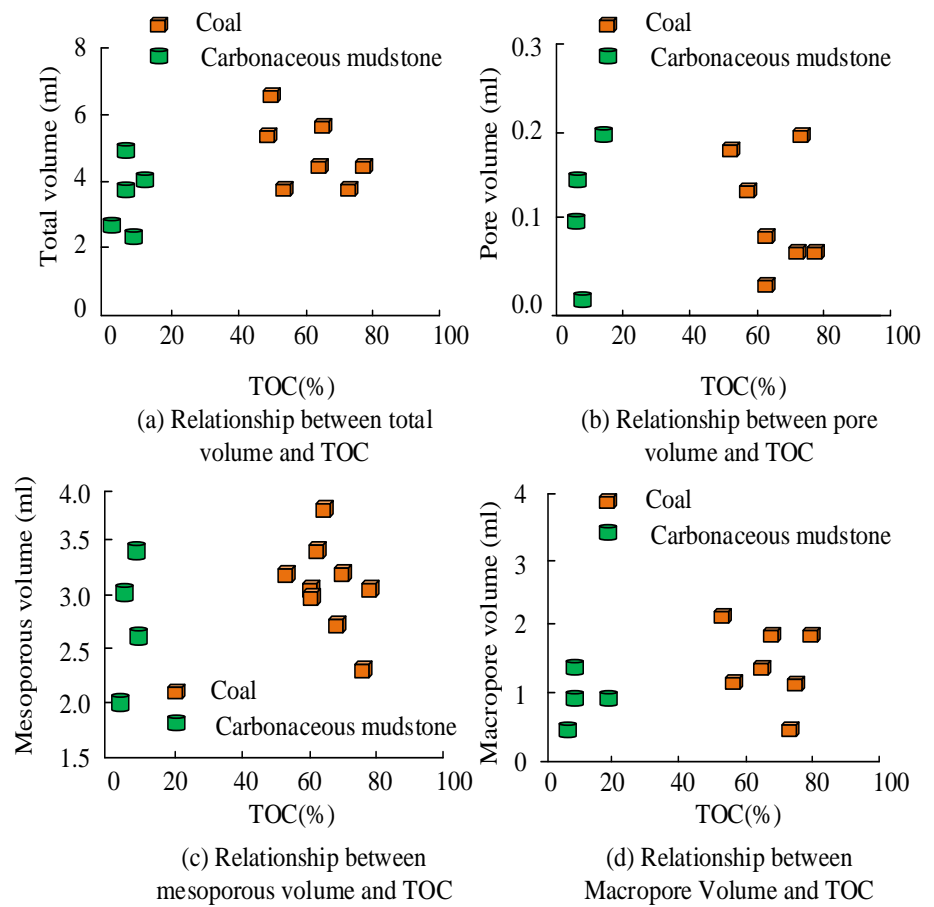 Coal
Carbonaceous mudstone
Total volume (ml)
8
6
4
2
0
0 20 40 60 80 100
TOC(%)
(a) Relationship between total
volume and TOC
Coal
Carbonaceous mudstone
Pore volume (ml)
0.3
0.2
0.1
0.0
0 20 40 60 80 100
TOC(%)
(b) Relationship between pore
volume and TOC
Mesoporous volume (ml)
4.0
3.5
3.0
2.5
2.0
1.5
Coal
Carbonaceous mudstone
0 20 40 60 80 100
TOC(%)
(c) Relationship between
mesoporous volume and TOC
Coal
Carbonaceous mudstone
Macropore volume (ml)
4
3
2
1
0
0 20 40 60 80 100
TOC(%)
(d) Relationship between
Macropore Volume and TOC